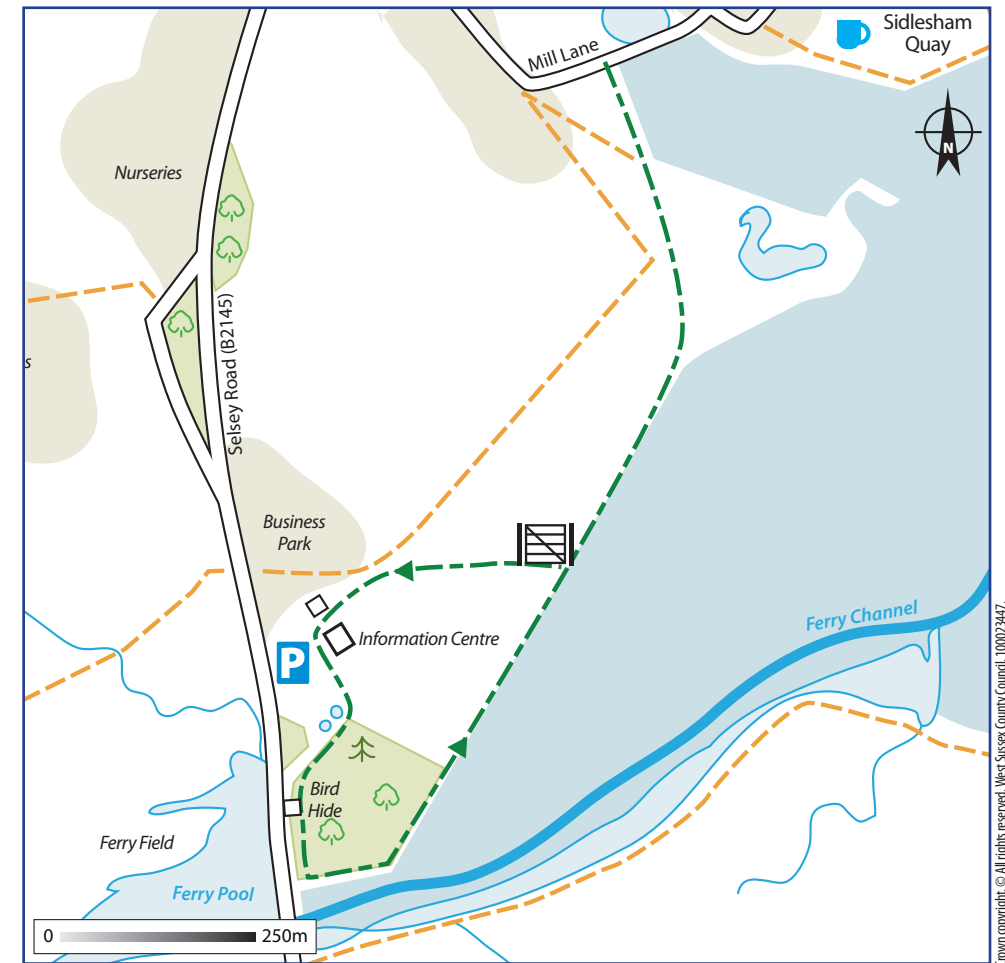 Sidlesham
Quay
Mill Lane
N
Nurseries
s
Selsey Road (B2145)
Business
Park
Information Centre
P
Ferry Channel
Bird
Hide
Ferry Field
Ferry Pool
0 250m
rown copyright. © All rights reserved. West Sussex County Council. 100023447.